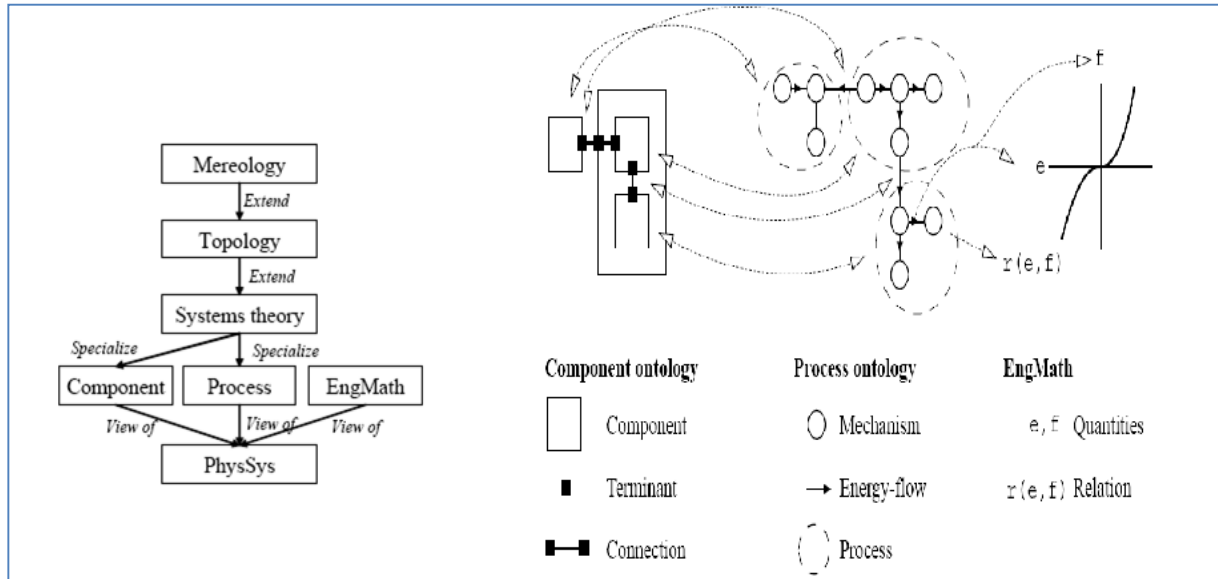 Mereology
Extend
Topology
Extend
Systems theory
Specialize
Specialize
Component
Process
EngMath
View of
View of
View of
PhysSys
f
e
r(e,f)
Component ontology
Process ontology
EngMath
Component
Mechanism
e,f Quantities
Terminant
Energy-flow
r(e,f) Relation
Connection
Process